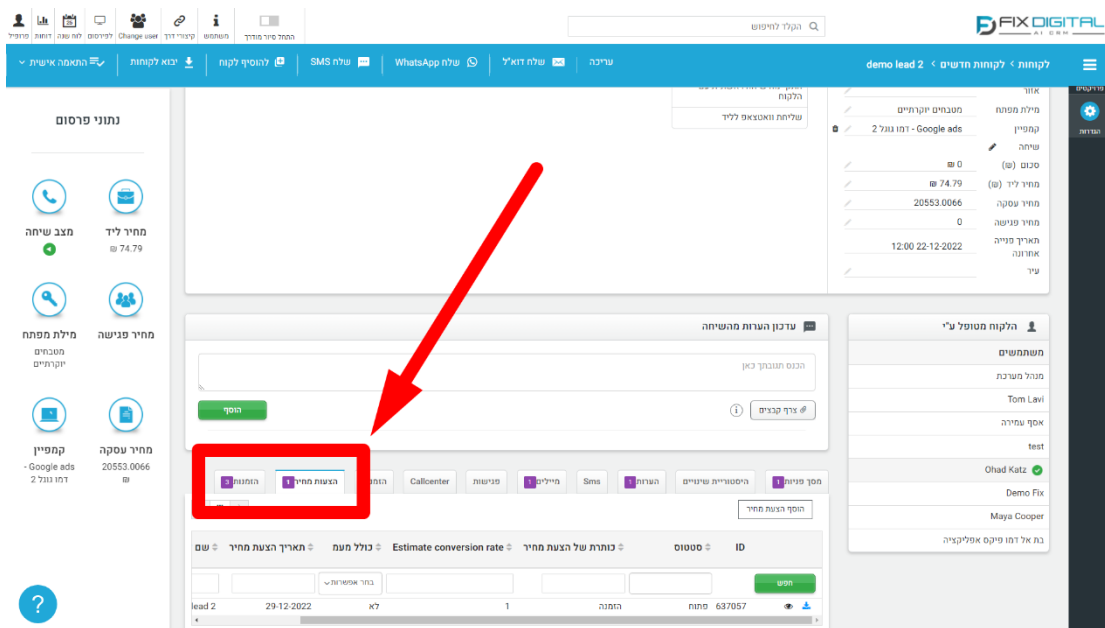 פרופיל
דוחות
לוח שנה
לפירסום
Change user
קיצורי דרך
משתמש
התחל סיור מודרך
הקלד לחיפוש
FIX DIGITAL
AI CRM
לקוחות > לקוחות חדשים > demo lead 2
עריכה
שלח דוא"ל
שלח WhatsApp
שלח SMS
להוסיף לקוח
יבוא לקוחות
התאמה אישית
פרויקטים
הגדרות
אזור
מילת מפתח מטבחים יוקרתיים
קמפיין Google ads - דמו גוגל 2
שיחה
סכום (₪) 0 ₪
מחיר ליד (₪) 74.79 ₪
מחיר עסקה 20553.0066
מחיר פגישה 0
תאריך פנייה 22-12-2022 12:00
אחרונה
עיר
הלקוח
שליחת וואטצאפ לליד
נתוני פרסום
מחיר ליד
74.79 ₪
מצב שיחה
מחיר פגישה
מילת מפתח
מטבחים
יוקרתיים
מחיר עסקה
20553.0066
₪
קמפיין
Google ads -
דמו גוגל 2
הלקוח מטופל ע"י
משתמשים
מנהל מערכת
Tom Lavi
אסף עמירה
test
Ohad Katz
Demo Fix
Maya Cooper
בת אל דמו פיקס אפליקציה
עדכון הערות מהשיחה
הכנס תגובתך כאן
צרף קבצים
הוסף
מסך פניות 1
היסטוריית שינויים
הערות 1
Sms
מיילים 1
פגישות
Callcenter
הצעות מחיר 1
הזמנות 3
הוסף הצעת מחיר
ID סטטוס כותרת של הצעת מחיר Estimate conversion rate כולל מעמ תאריך הצעת מחיר שם
חפש
בחר אפשרות
637057 פתוח הזמנה 1 לא 29-12-2022 lead 2
?